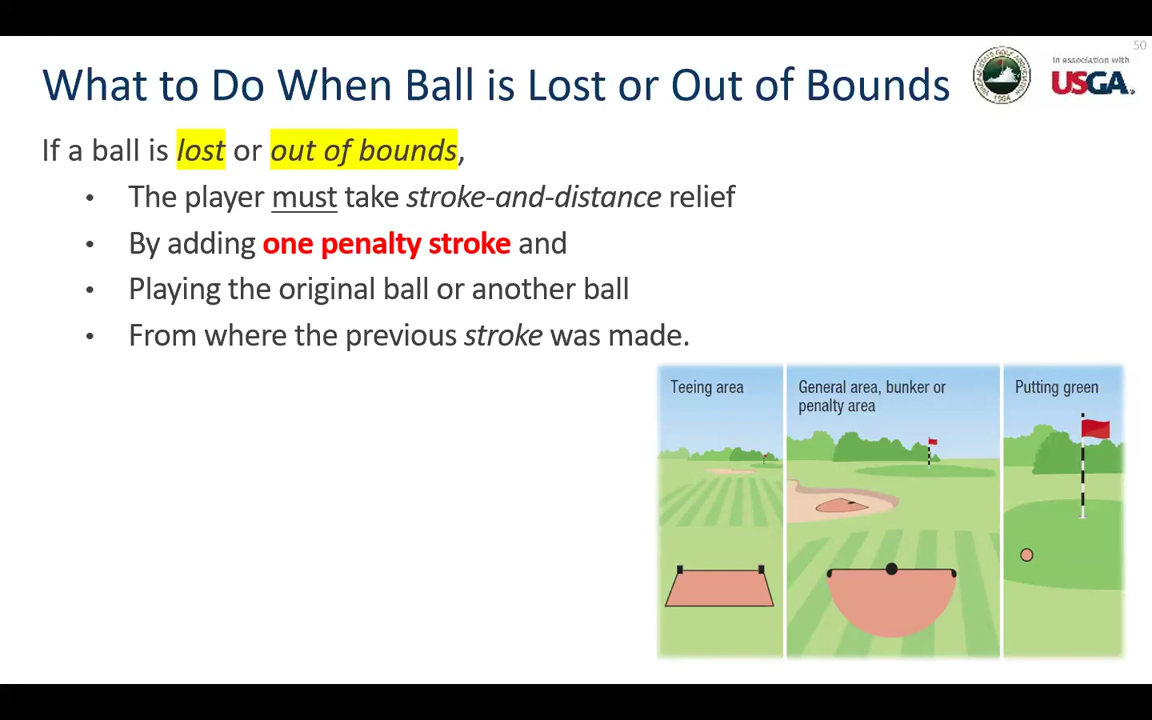 50
What to Do When Ball is Lost or Out of Bounds
In association with
USGA
1904
If a ball is lost or out of bounds,
• The player must take stroke-and-distance relief
• By adding one penalty stroke and
• Playing the original ball or another ball
• From where the previous stroke was made.
Teeing area
General area, bunker or
penalty area
Putting green